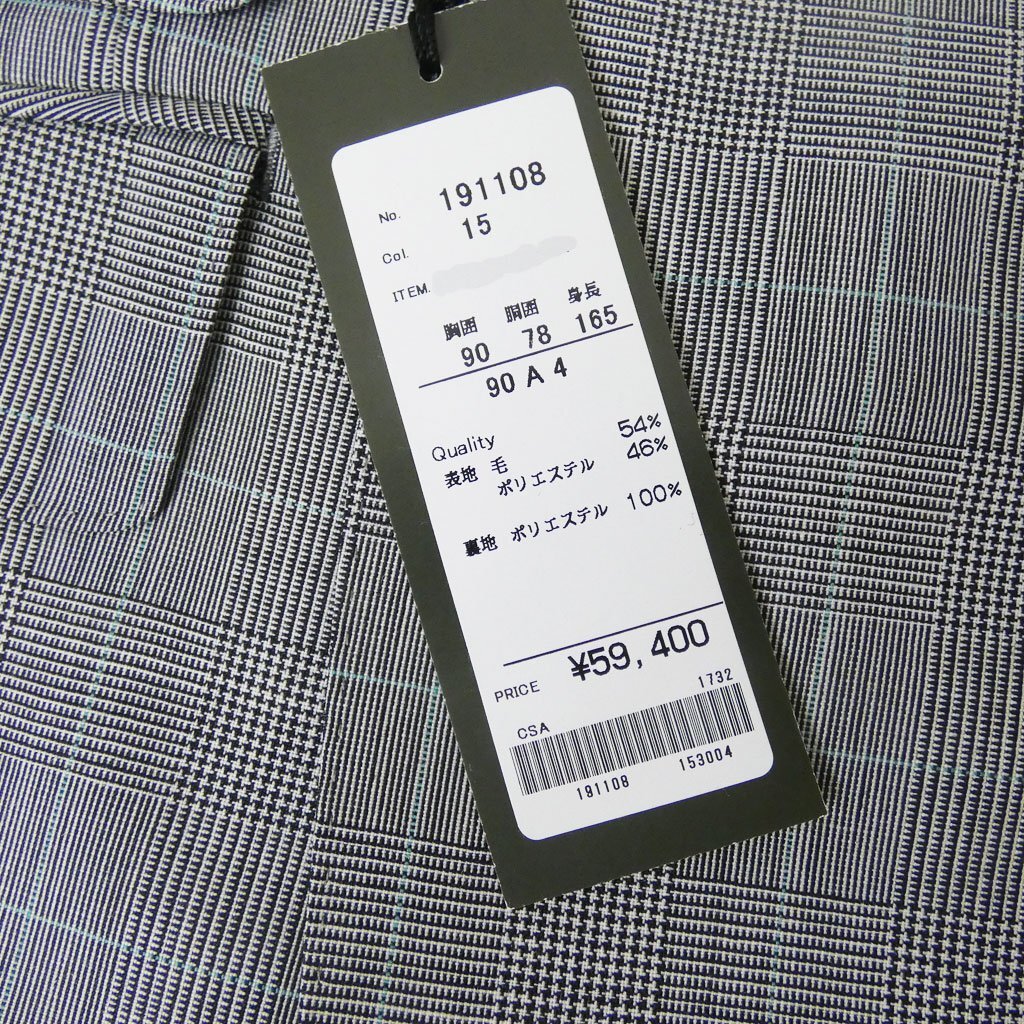 No. 191108
Col. 15
ITEM.
胸囲 胴囲 身長
90 78 165
90 A 4
Quality
表地 毛 54%
ポリエステル 46%
裏地 ポリエステル 100%
¥59,400
PRICE
1732
CSA
191108 153004